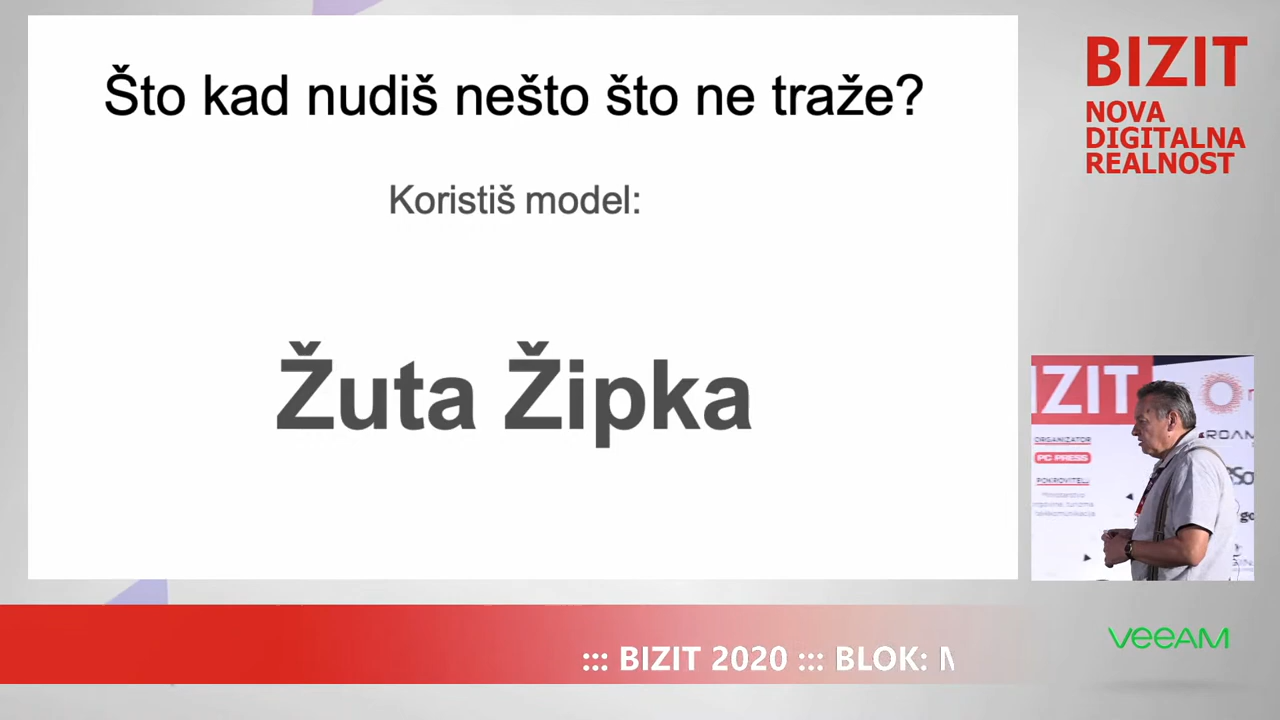 Što kad nudiš nešto što ne traže?
Koristiš model:
Žuta Žipka
BIZIT
NOVA
DIGITALNA
REALNOST
IZIT
ORGANIZATOR
PC PRESS
POKROVITELJ
ROAM
::: BIZIT 2020 ::: BLOK: M
veeAM